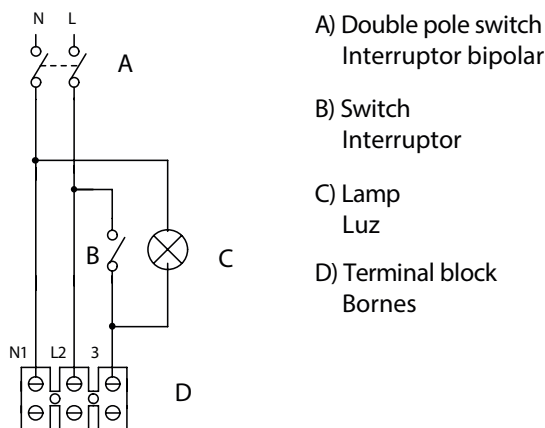 N L
A
B
C
N1 L2 3
D
A) Double pole switch
Interruptor bipolar
B) Switch
Interruptor
C) Lamp
Luz
D) Terminal block
Bornes